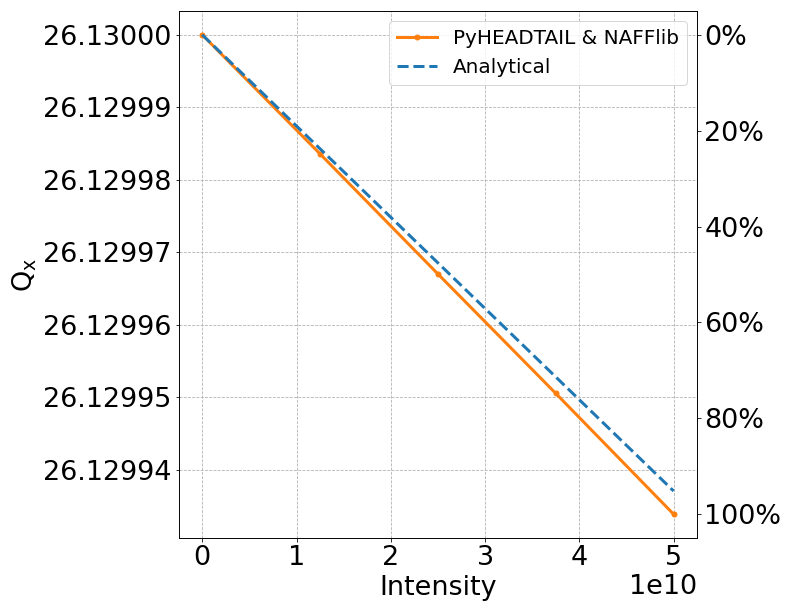 PyHEADTAIL & NAFFlib
Analytical
26.13000
26.12999
26.12998
26.12997
26.12996
26.12995
26.12994
Qx
0%
20%
40%
60%
80%
100%
0 1 2 3 4 5
Intensity
1e10